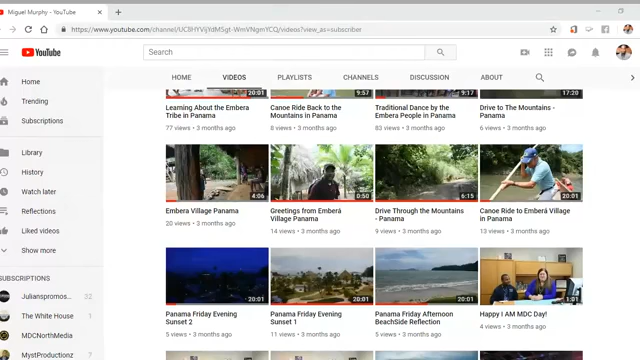 Miguel Murphy - YouTube
https://www.youtube.com/channel/UCIlHYVijYdMSgt-WmVNgmYCQ/videos?view_as=subscriber
YouTube
Search
HOME VIDEOS PLAYLISTS CHANNELS DISCUSSION ABOUT
Home
Trending
Subscriptions
Library
History
Watch later
Reflections
Liked videos
Show more
SUBSCRIPTIONS
Julianspromos... 32
The White House 1
MDCNorthMedia
MystProductionz
20:01 9:57 9:17 17:20
Learning About the Embera Tribe in Panama
77 views • 3 months ago
Canoe Ride Back to the Mountains in Panama
8 views • 3 months ago
Traditional Dance by the Embera People in Panama
83 views • 3 months ago
Drive to The Mountains - Panama
6 views • 3 months ago
4:06 0:50 6:15 20:01
Embera Village Panama
20 views • 3 months ago
Greetings from Emberá Village Panama
14 views • 3 months ago
Drive Through the Mountains - Panama
9 views • 3 months ago
Canoe Ride to Emberá Village in Panama
13 views • 3 months ago
20:01 20:01 20:01 1:01
Panama Friday Evening Sunset 2
5 views • 3 months ago
Panama Friday Evening Sunset 1
11 views • 3 months ago
Panama Friday Afternoon BeachSide Reflection
5 views • 3 months ago
Happy I AM MDC Day!
4 views • 3 months ago